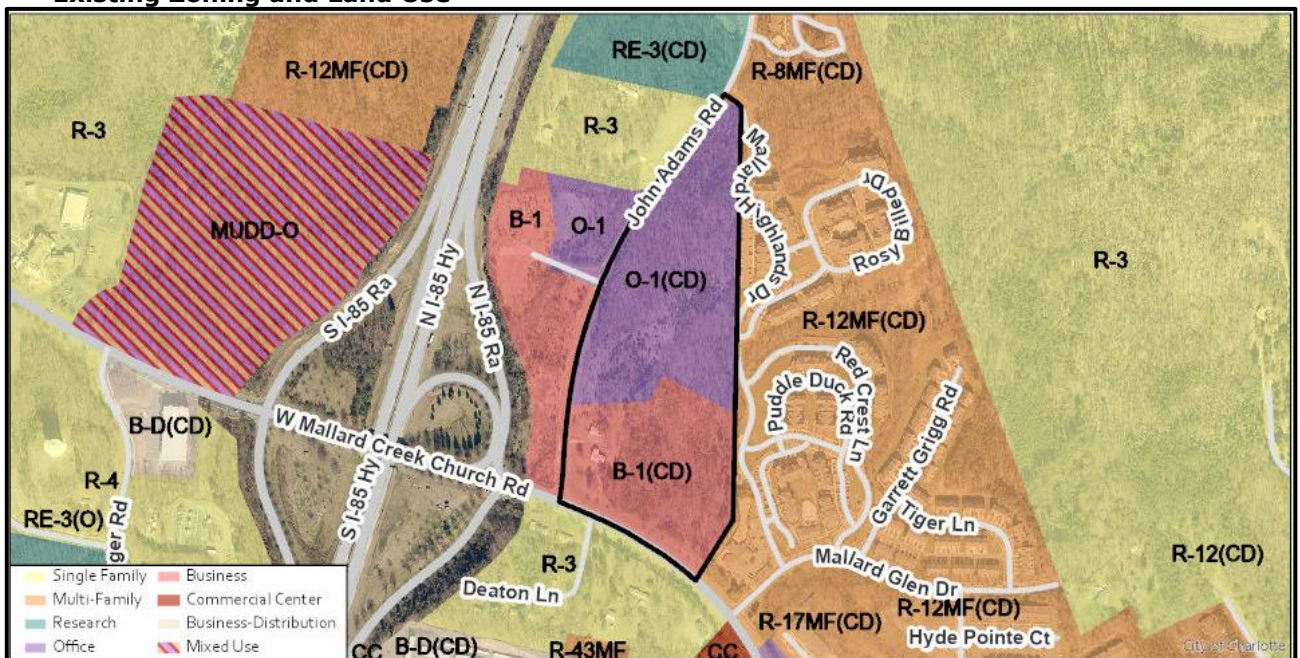 Existing Zoning and Land Use
RE-3(CD)
R-12MF(CD)
R-8MF(CD)
R-3
R-3
John Adams Rd
Mallard Highlands Dr
Rosy Billed Dr
B-1
O-1
MUDD-O
O-1(CD)
R-3
S I-85 Ra
N I-85 Hy
N I-85 Ra
R-12MF(CD)
Red Crest Ln
Puddle Duck Rd
Garrett Grigg Rd
B-D(CD)
W Mallard Creek Church Rd
B-1(CD)
R-4
S I-85 Hy
RE-3(O)
ger Rd
Tiger Ln
R-12(CD)
R-3
Mallard Glen Dr
Deaton Ln
R-12MF(CD)
R-17MF(CD)
Hyde Pointe Ct
CC
B-D(CD)
R-43MF
CC
Single Family
Business
Multi-Family
Commercial Center
Research
Business-Distribution
Office
Mixed Use
City of Charlotte